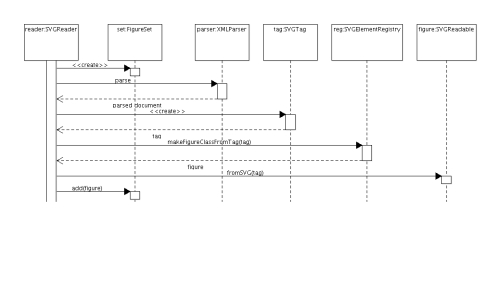 reader:SVGReader set:FigureSet parser:XMLParser tag:SVGTag reg:SVGElementRegistry figure:SVGReadable
<<create>>
parse
parsed document
<<create>>
tag
makeFigureClassFromTag(tag)
figure
fromSVG(tag)
add(figure)